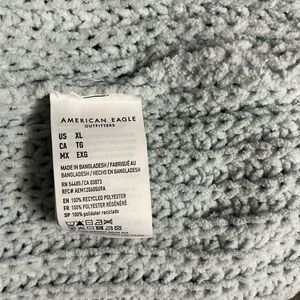 AMERICAN EAGLE
OUTFITTERS
US XL
CA TG
MX EXG
MADE IN BANGLADESH / FABRIQUÉ AU
BANGLADESH / HECHO EN BANGLADESH
RN 54485/CA 03873
EN 100% RECYCLED POLYESTER
FR 100% POLYESTER RÉGÉNÉRÉ
SP 100% poliéster reciclado